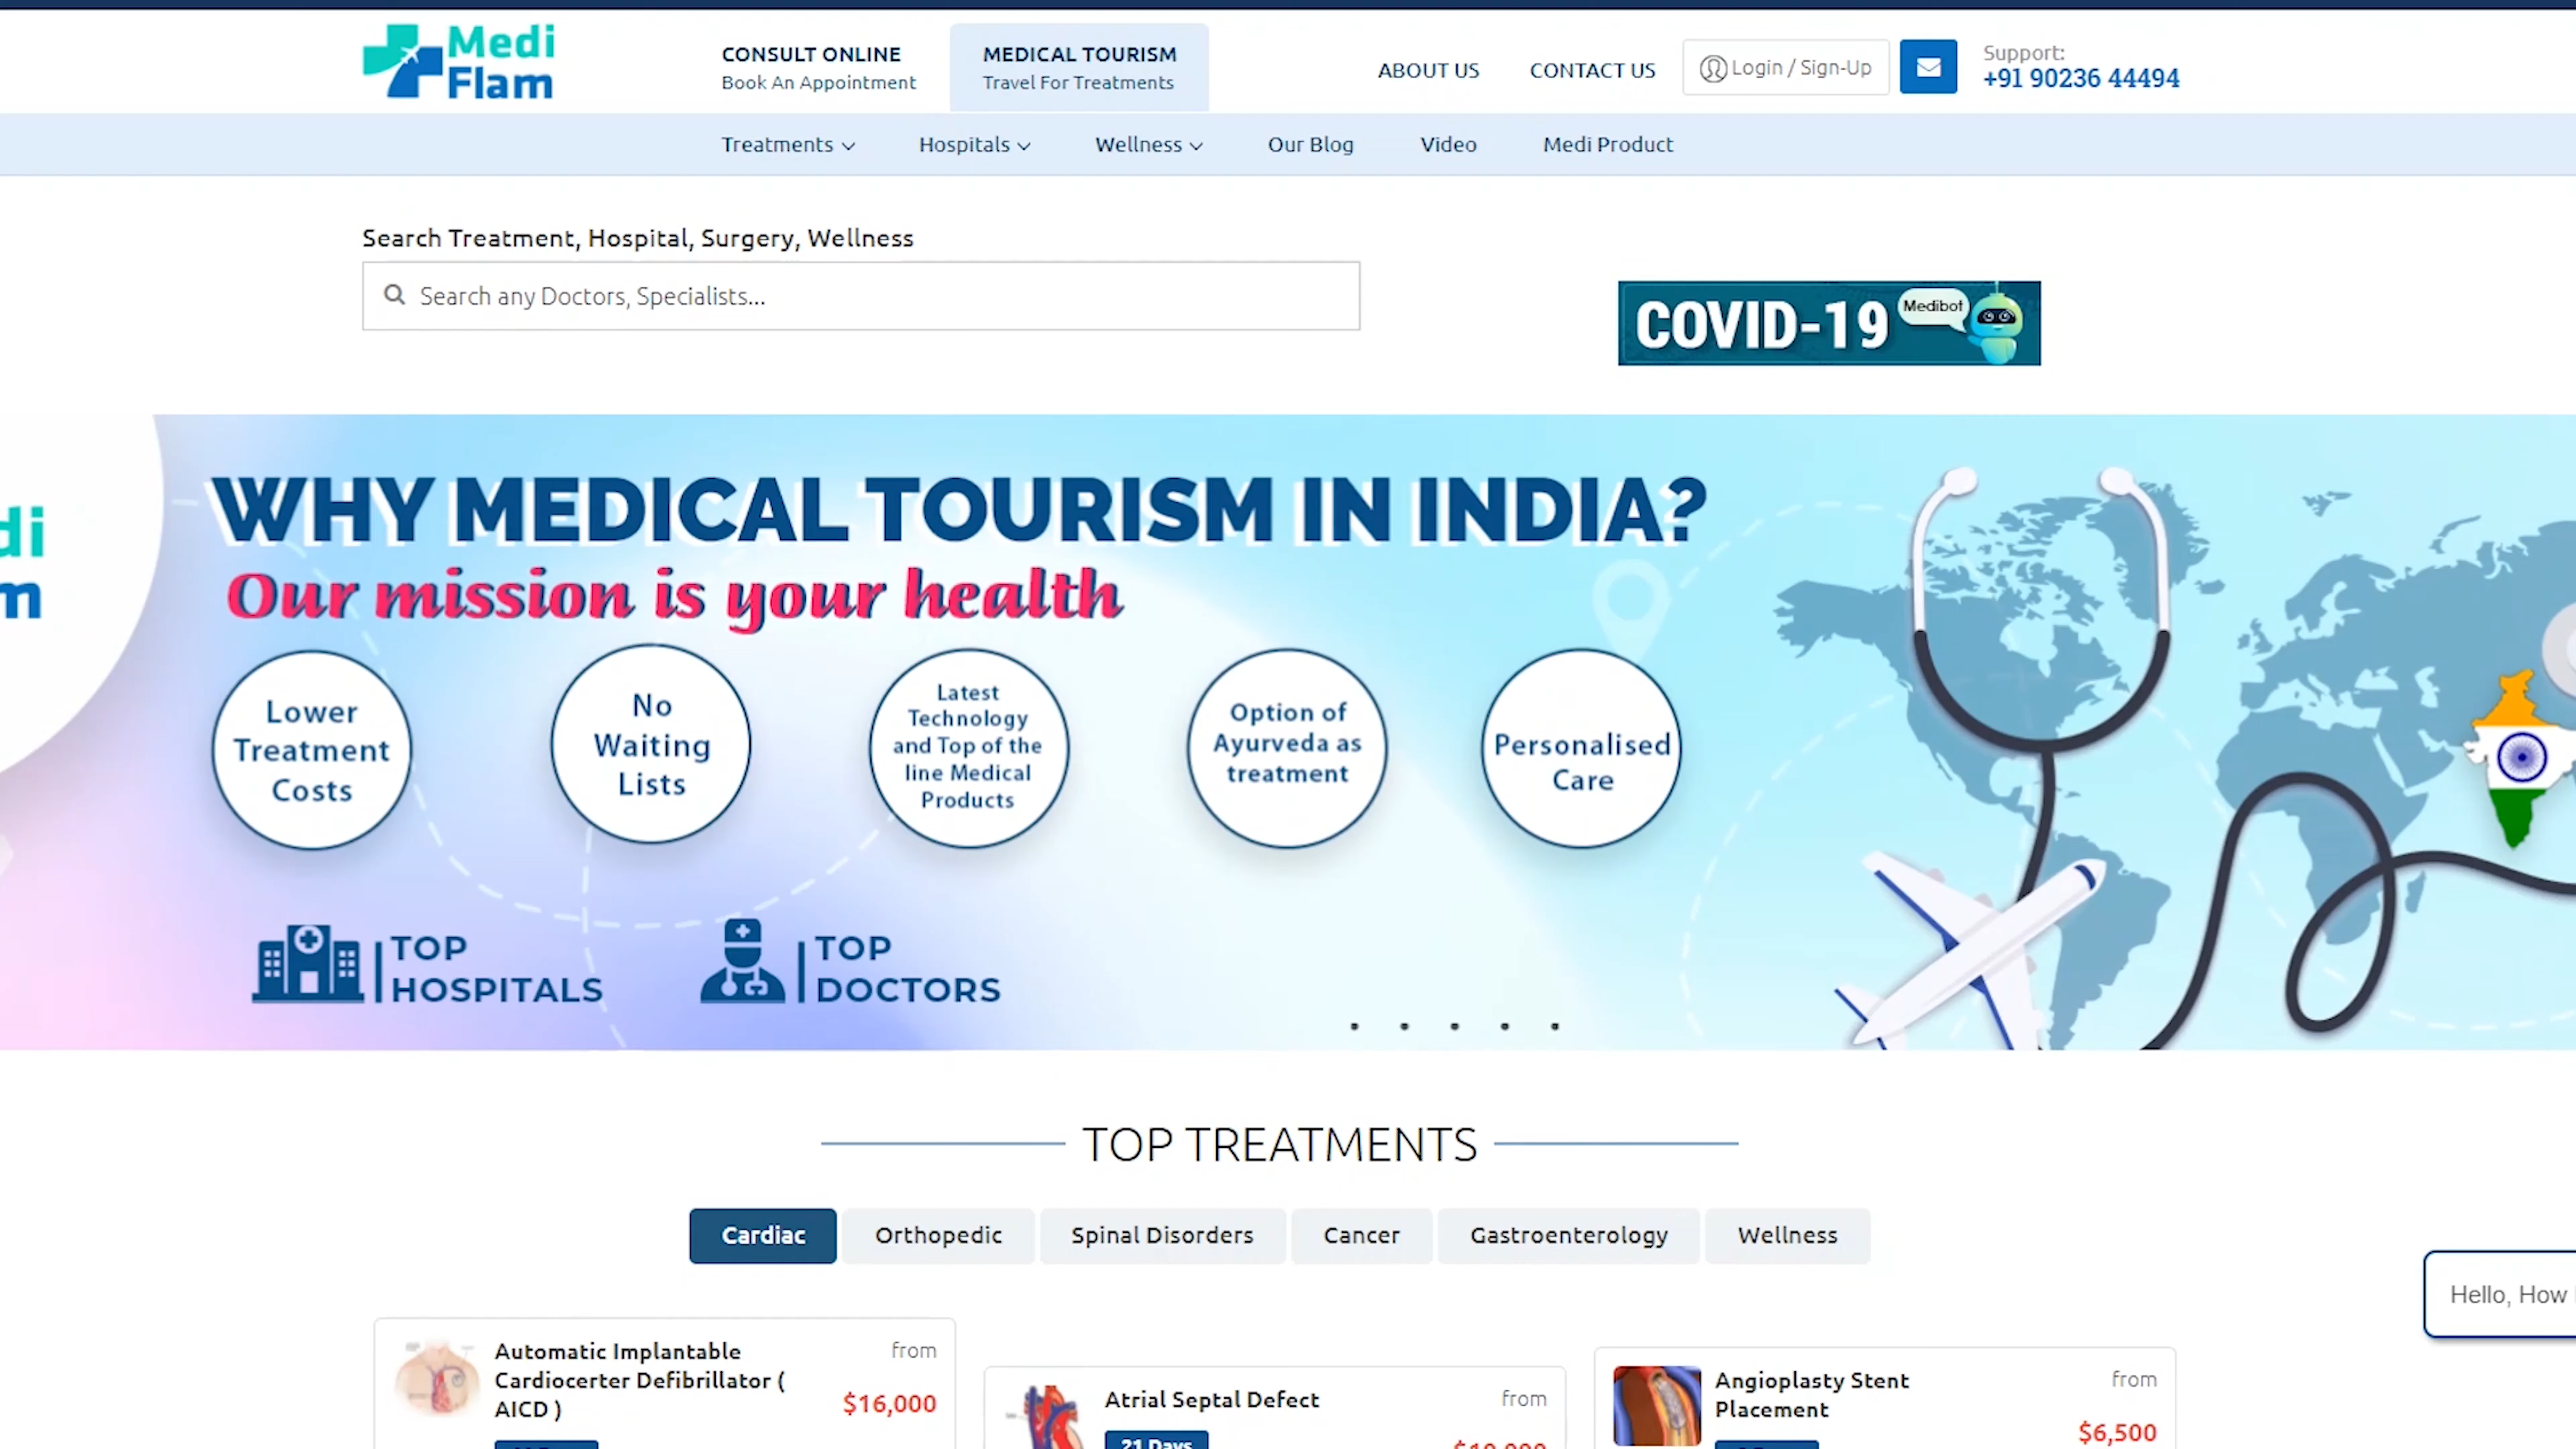 Medi
Flam
CONSULT ONLINE
Book An Appointment
MEDICAL TOURISM
Travel For Treatments
ABOUT US
CONTACT US
Login / Sign-Up
Support:
+91 90236 44494
Treatments
Hospitals
Wellness
Our Blog
Video
Medi Product
Search Treatment, Hospital, Surgery, Wellness
Search any Doctors, Specialists...
COVID-19
Medibot
di
m
WHY MEDICAL TOURISM IN INDIA?
Our mission is your health
Lower
Treatment
Costs
No
Waiting
Lists
Latest
Technology
and Top of the
line Medical
Products
Option of
Ayurveda as
treatment
Personalised
Care
TOP
HOSPITALS
TOP
DOCTORS
TOP TREATMENTS
Cardiac
Orthopedic
Spinal Disorders
Cancer
Gastroenterology
Wellness
Automatic Implantable
Cardiocerter Defibrillator (
AICD )
from
$16,000
Atrial Septal Defect
from
21 Days
Angioplasty Stent
Placement
from
$6,500
Hello, How